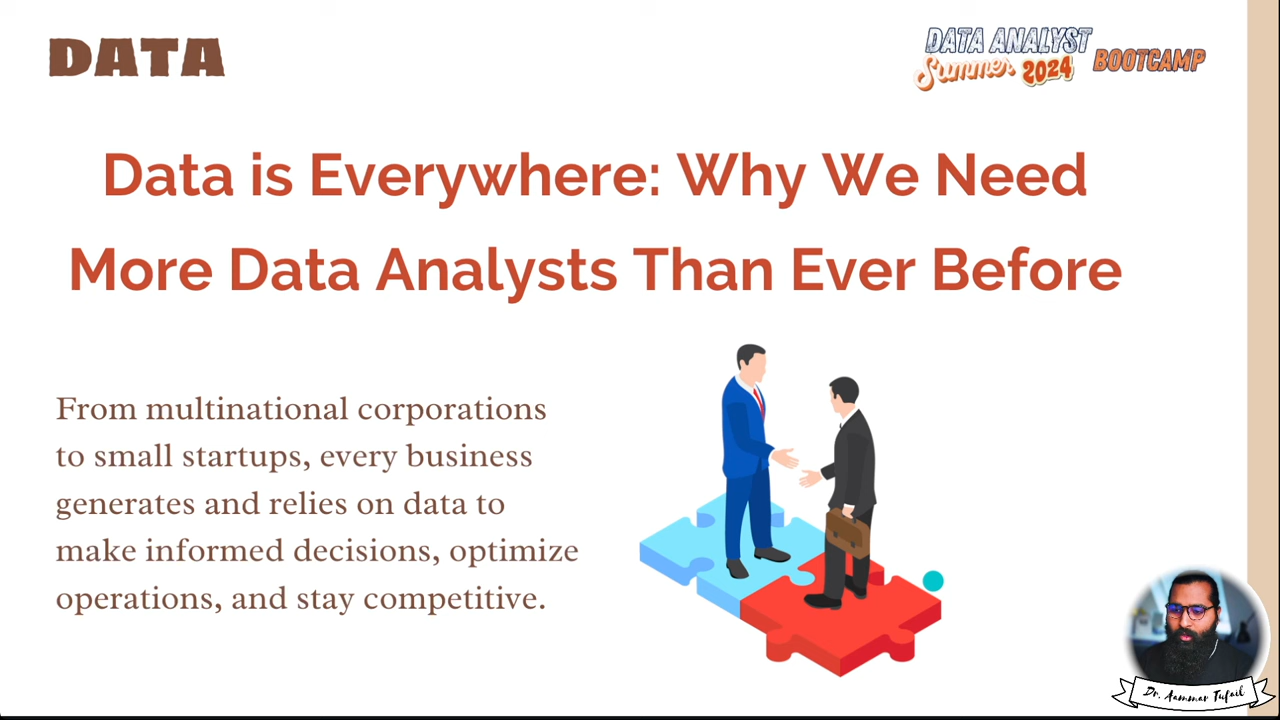 DATA
DATA ANALYST
Summer 2024 BOOTCAMP
Data is Everywhere: Why We Need
More Data Analysts Than Ever Before
From multinational corporations
to small startups, every business
generates and relies on data to
make informed decisions, optimize
operations, and stay competitive.
Dr. Aammar Tufail